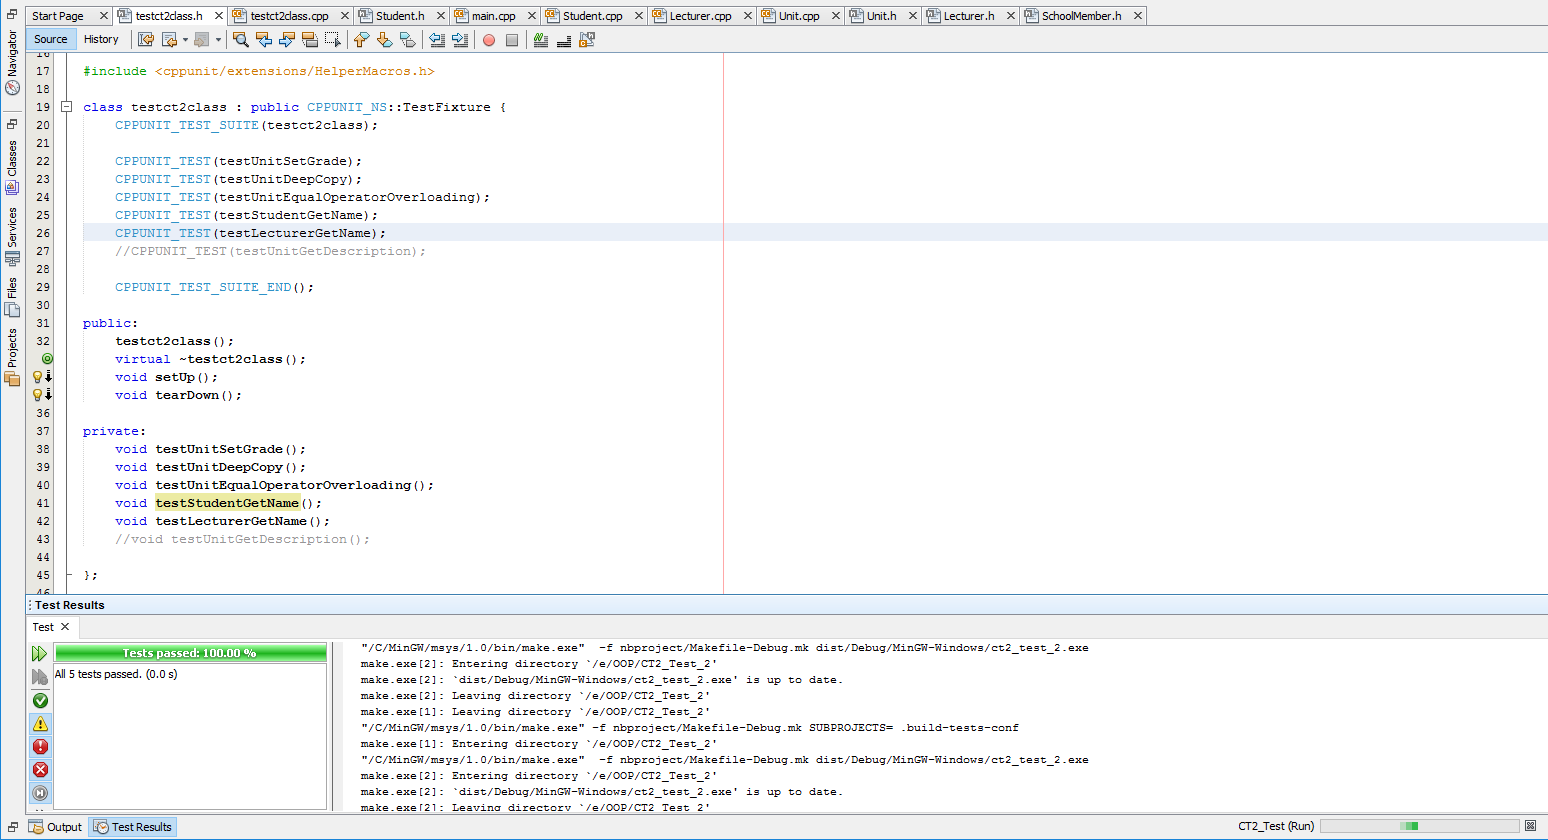 Start Page testct2class.h testct2class.cpp Student.h main.cpp Student.cpp Lecturer.cpp Unit.cpp Unit.h Lecturer.h SchoolMember.h
Source History
Navigator
Classes
Services
Files
Projects
16
17 #include <cppunit/extensions/HelperMacros.h>
18
19 class testct2class : public CPPUNIT_NS::TestFixture {
20 CPPUNIT_TEST_SUITE(testct2class);
21
22 CPPUNIT_TEST(testUnitSetGrade);
23 CPPUNIT_TEST(testUnitDeepCopy);
24 CPPUNIT_TEST(testUnitEqualOperatorOverloading);
25 CPPUNIT_TEST(testStudentGetName);
26 CPPUNIT_TEST(testLecturerGetName);
27 //CPPUNIT_TEST(testUnitGetDescription);
28
29 CPPUNIT_TEST_SUITE_END();
30
31 public:
32 testct2class();
virtual ~testct2class();
void setUp();
void tearDown();
36
37 private:
38 void testUnitSetGrade();
39 void testUnitDeepCopy();
40 void testUnitEqualOperatorOverloading();
41 void testStudentGetName();
42 void testLecturerGetName();
43 //void testUnitGetDescription();
44
45 };
46
Test Results
Test
Tests passed: 100.00 %
All 5 tests passed. (0.0 s)
"/C/MinGW/msys/1.0/bin/make.exe"  -f nbproject/Makefile-Debug.mk dist/Debug/MinGW-Windows/ct2_test_2.exe
make.exe[2]: Entering directory `/e/OOP/CT2_Test_2'
make.exe[2]: `dist/Debug/MinGW-Windows/ct2_test_2.exe' is up to date.
make.exe[2]: Leaving directory `/e/OOP/CT2_Test_2'
make.exe[1]: Leaving directory `/e/OOP/CT2_Test_2'
"/C/MinGW/msys/1.0/bin/make.exe" -f nbproject/Makefile-Debug.mk SUBPROJECTS= .build-tests-conf
make.exe[1]: Entering directory `/e/OOP/CT2_Test_2'
"/C/MinGW/msys/1.0/bin/make.exe"  -f nbproject/Makefile-Debug.mk dist/Debug/MinGW-Windows/ct2_test_2.exe
make.exe[2]: Entering directory `/e/OOP/CT2_Test_2'
make.exe[2]: `dist/Debug/MinGW-Windows/ct2_test_2.exe' is up to date.
make.exe[2]: Leaving directory `/e/OOP/CT2_Test_2'
Output Test Results CT2_Test (Run)